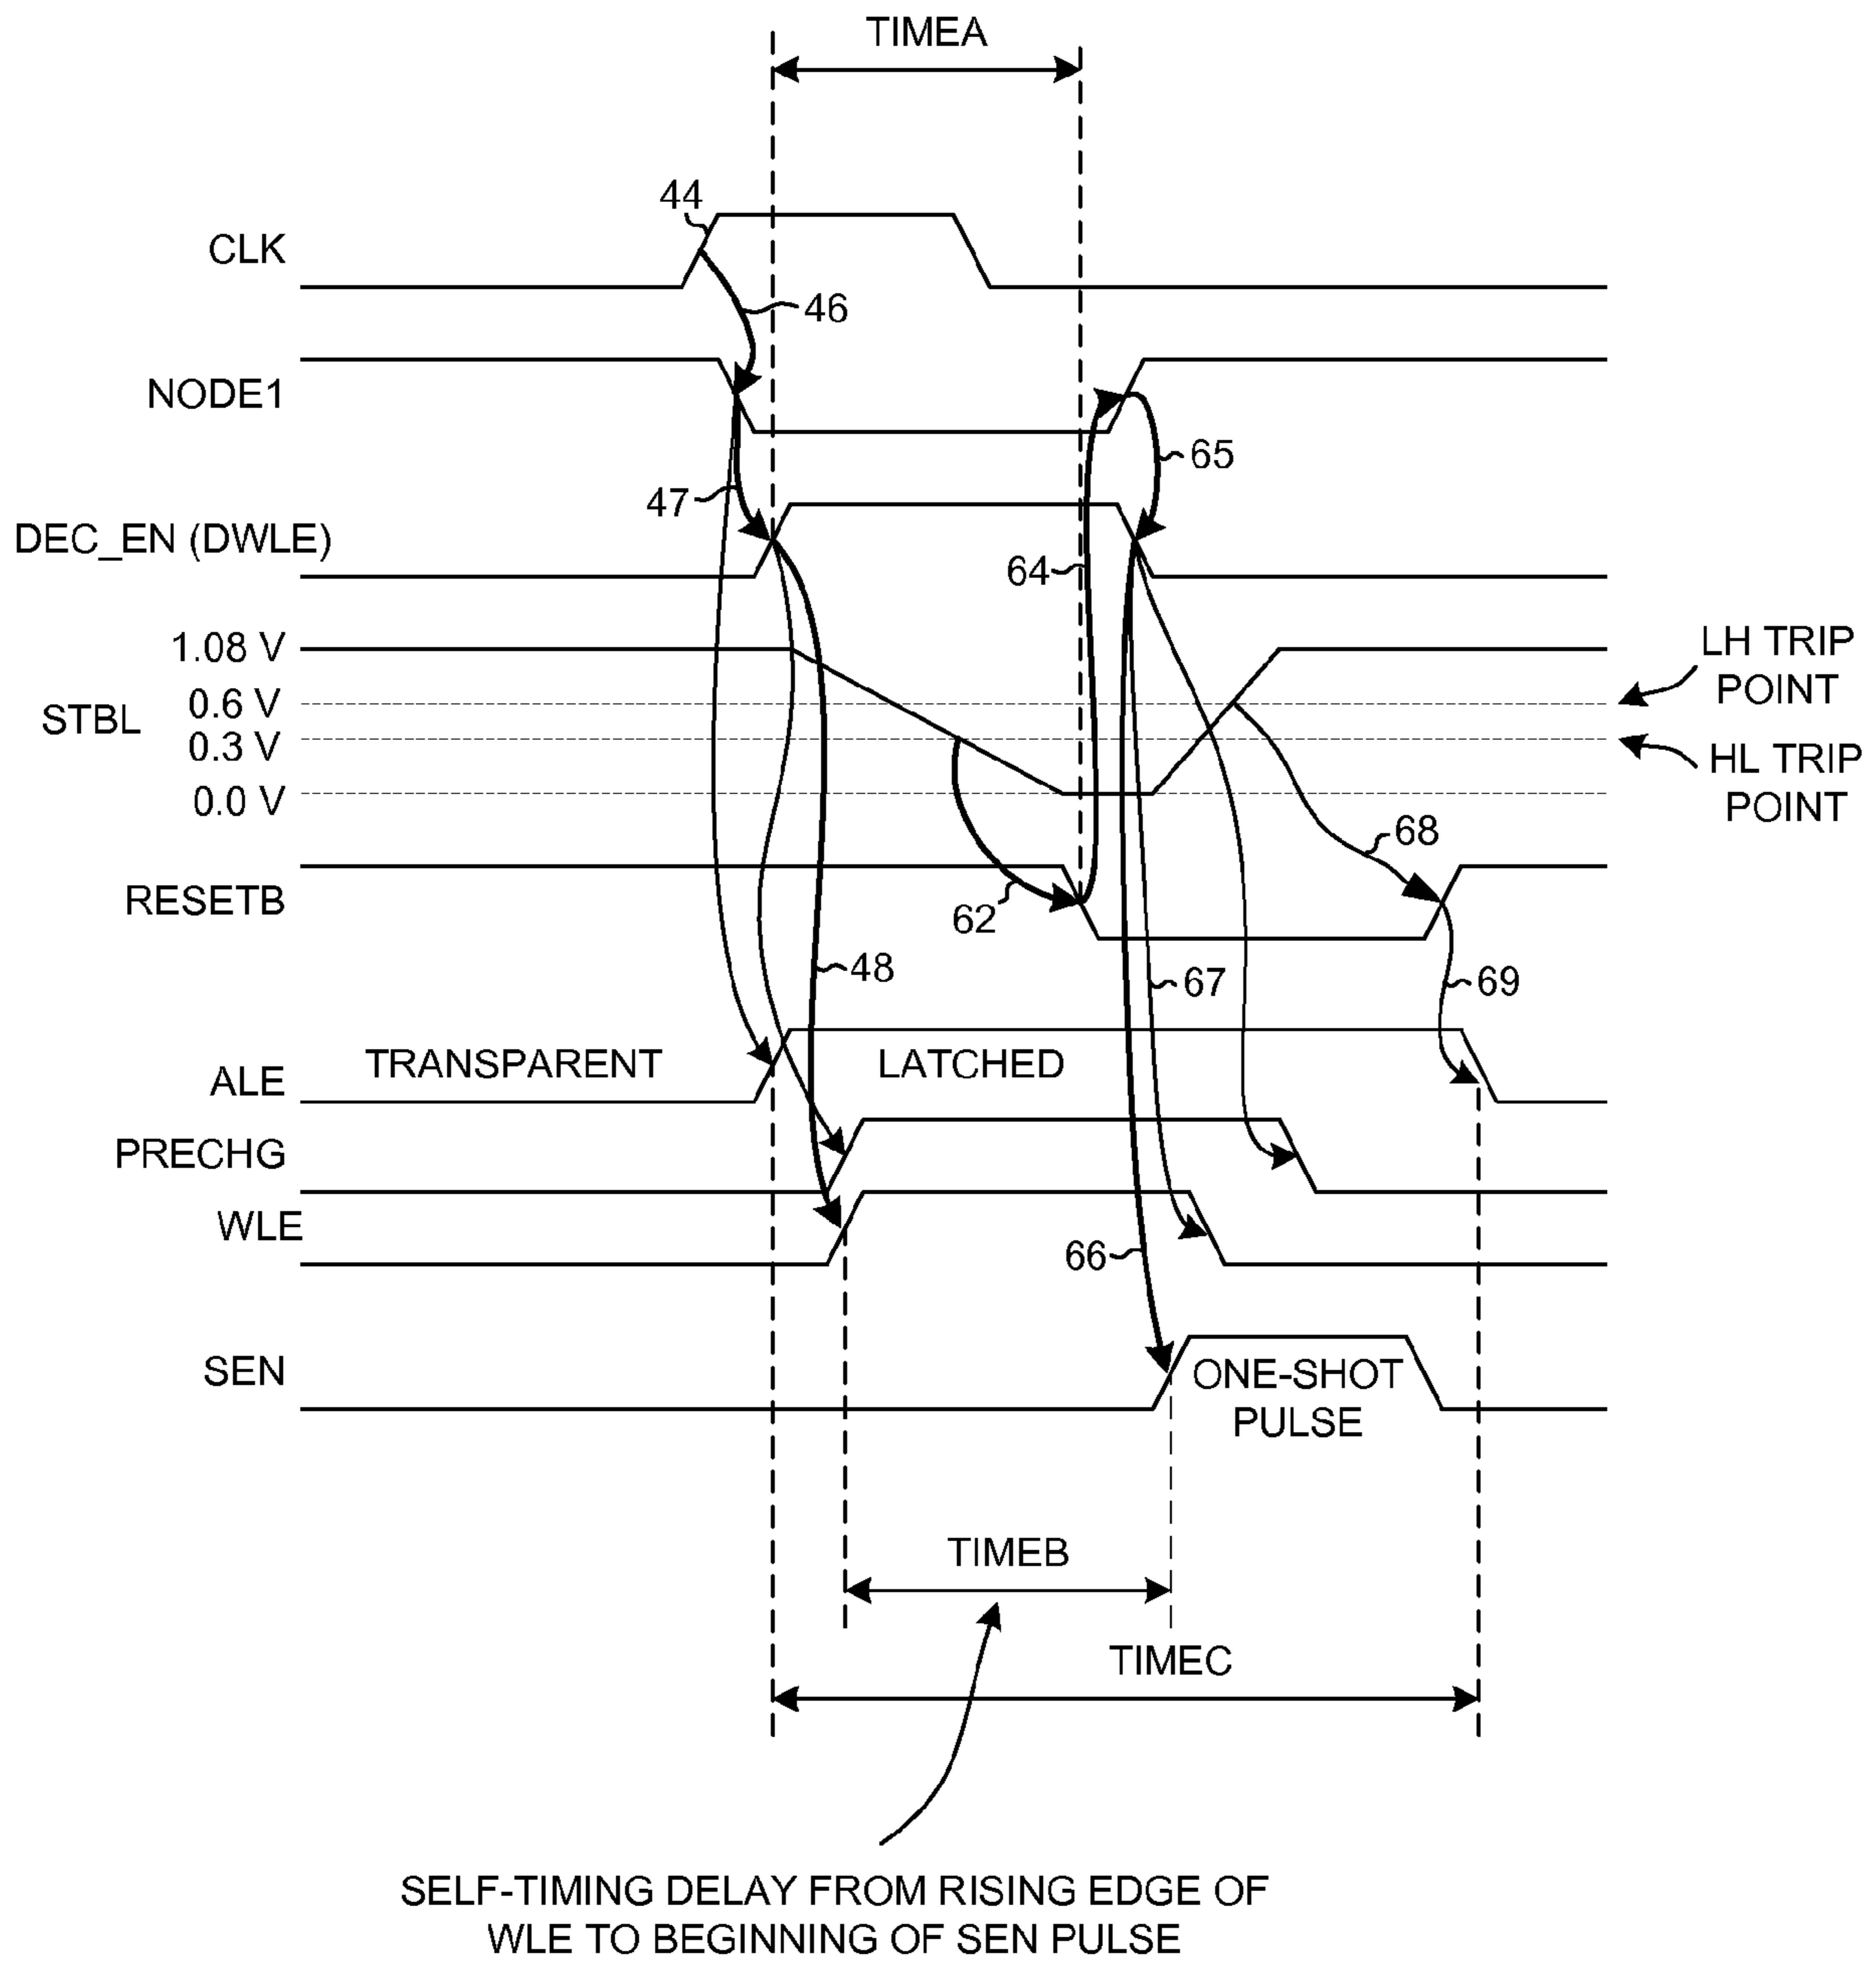 TIMEA
44
CLK
46
NODE1
65
47
DEC_EN (DWLE)
64
1.08 V
LH TRIP
POINT
0.6 V
STBL
0.3 V
HL TRIP
POINT
0.0 V
68
RESETB
62
48
67
69
TRANSPARENT
LATCHED
ALE
PRECHG
WLE
66
SEN
ONE-SHOT
PULSE
TIMEB
TIMEC
SELF-TIMING DELAY FROM RISING EDGE OF
WLE TO BEGINNING OF SEN PULSE